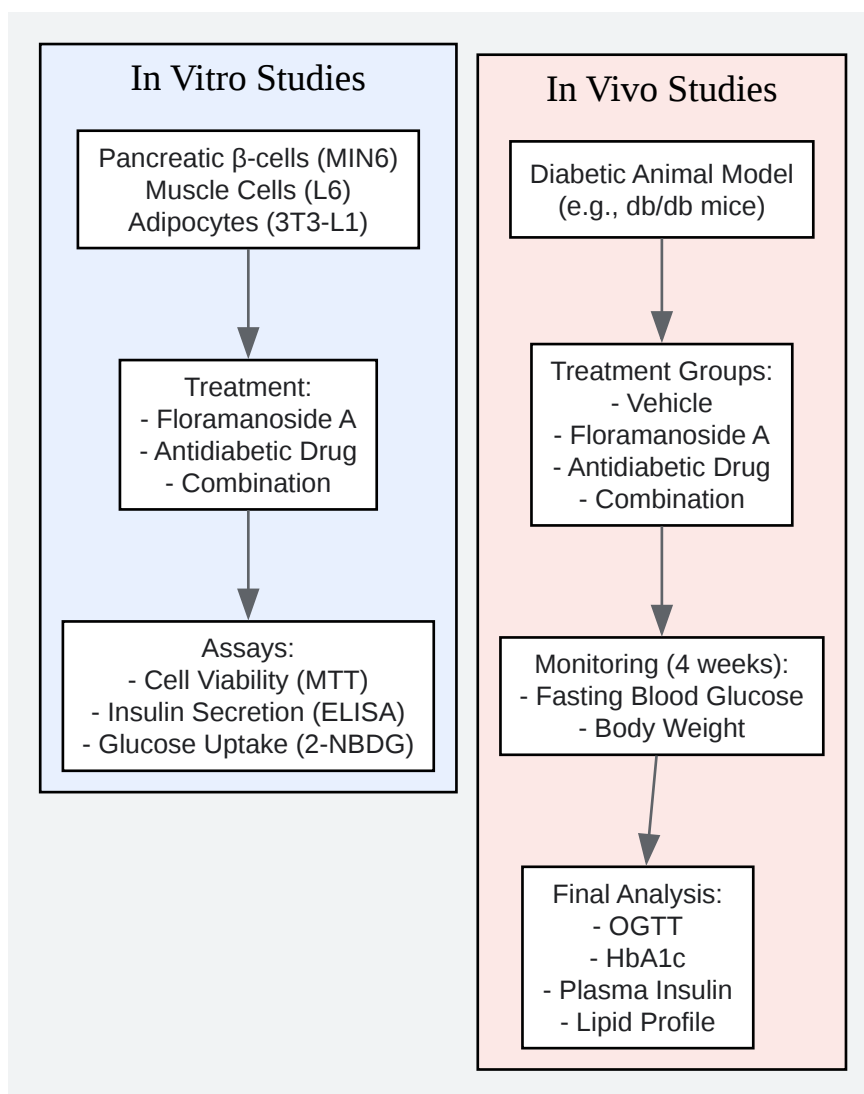 In Vitro Studies
Pancreatic β-cells (MIN6)
Muscle Cells (L6)
Adipocytes (3T3-L1)
Treatment:
- Floramanoside A
- Antidiabetic Drug
- Combination
Assays:
- Cell Viability (MTT)
- Insulin Secretion (ELISA)
- Glucose Uptake (2-NBDG)
In Vivo Studies
Diabetic Animal Model
(e.g., db/db mice)
Treatment Groups:
- Vehicle
- Floramanoside A
- Antidiabetic Drug
- Combination
Monitoring (4 weeks):
- Fasting Blood Glucose
- Body Weight
Final Analysis:
- OGTT
- HbA1c
- Plasma Insulin
- Lipid Profile